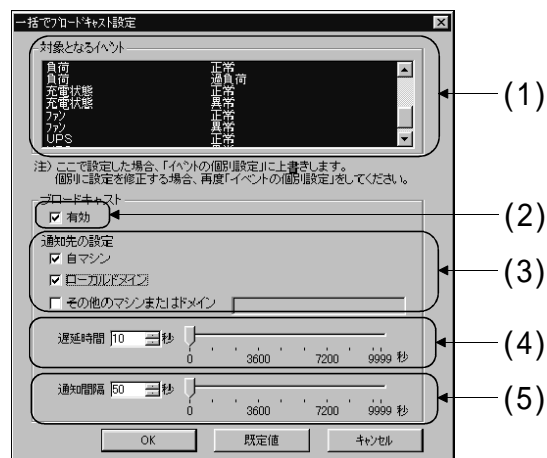 一括でブロードキャスト設定
対象となるイベント
負荷 正常
負荷 過負荷
充電状態 正常
充電状態 異常
ファン 正常
ファン 異常
UPS 正常
(1)
注) ここで設定した場合、「イベントの個別設定」に上書きします。
個別に設定を修正する場合、再度「イベントの個別設定」をしてください。
ブロードキャスト
有効
(2)
通知先の設定
自マシン
ローカルドメイン
その他のマシンまたはドメイン
(3)
遅延時間 10 秒
0 3600 7200 9999 秒
(4)
通知間隔 50 秒
0 3600 7200 9999 秒
(5)
OK 既定値 キャンセル